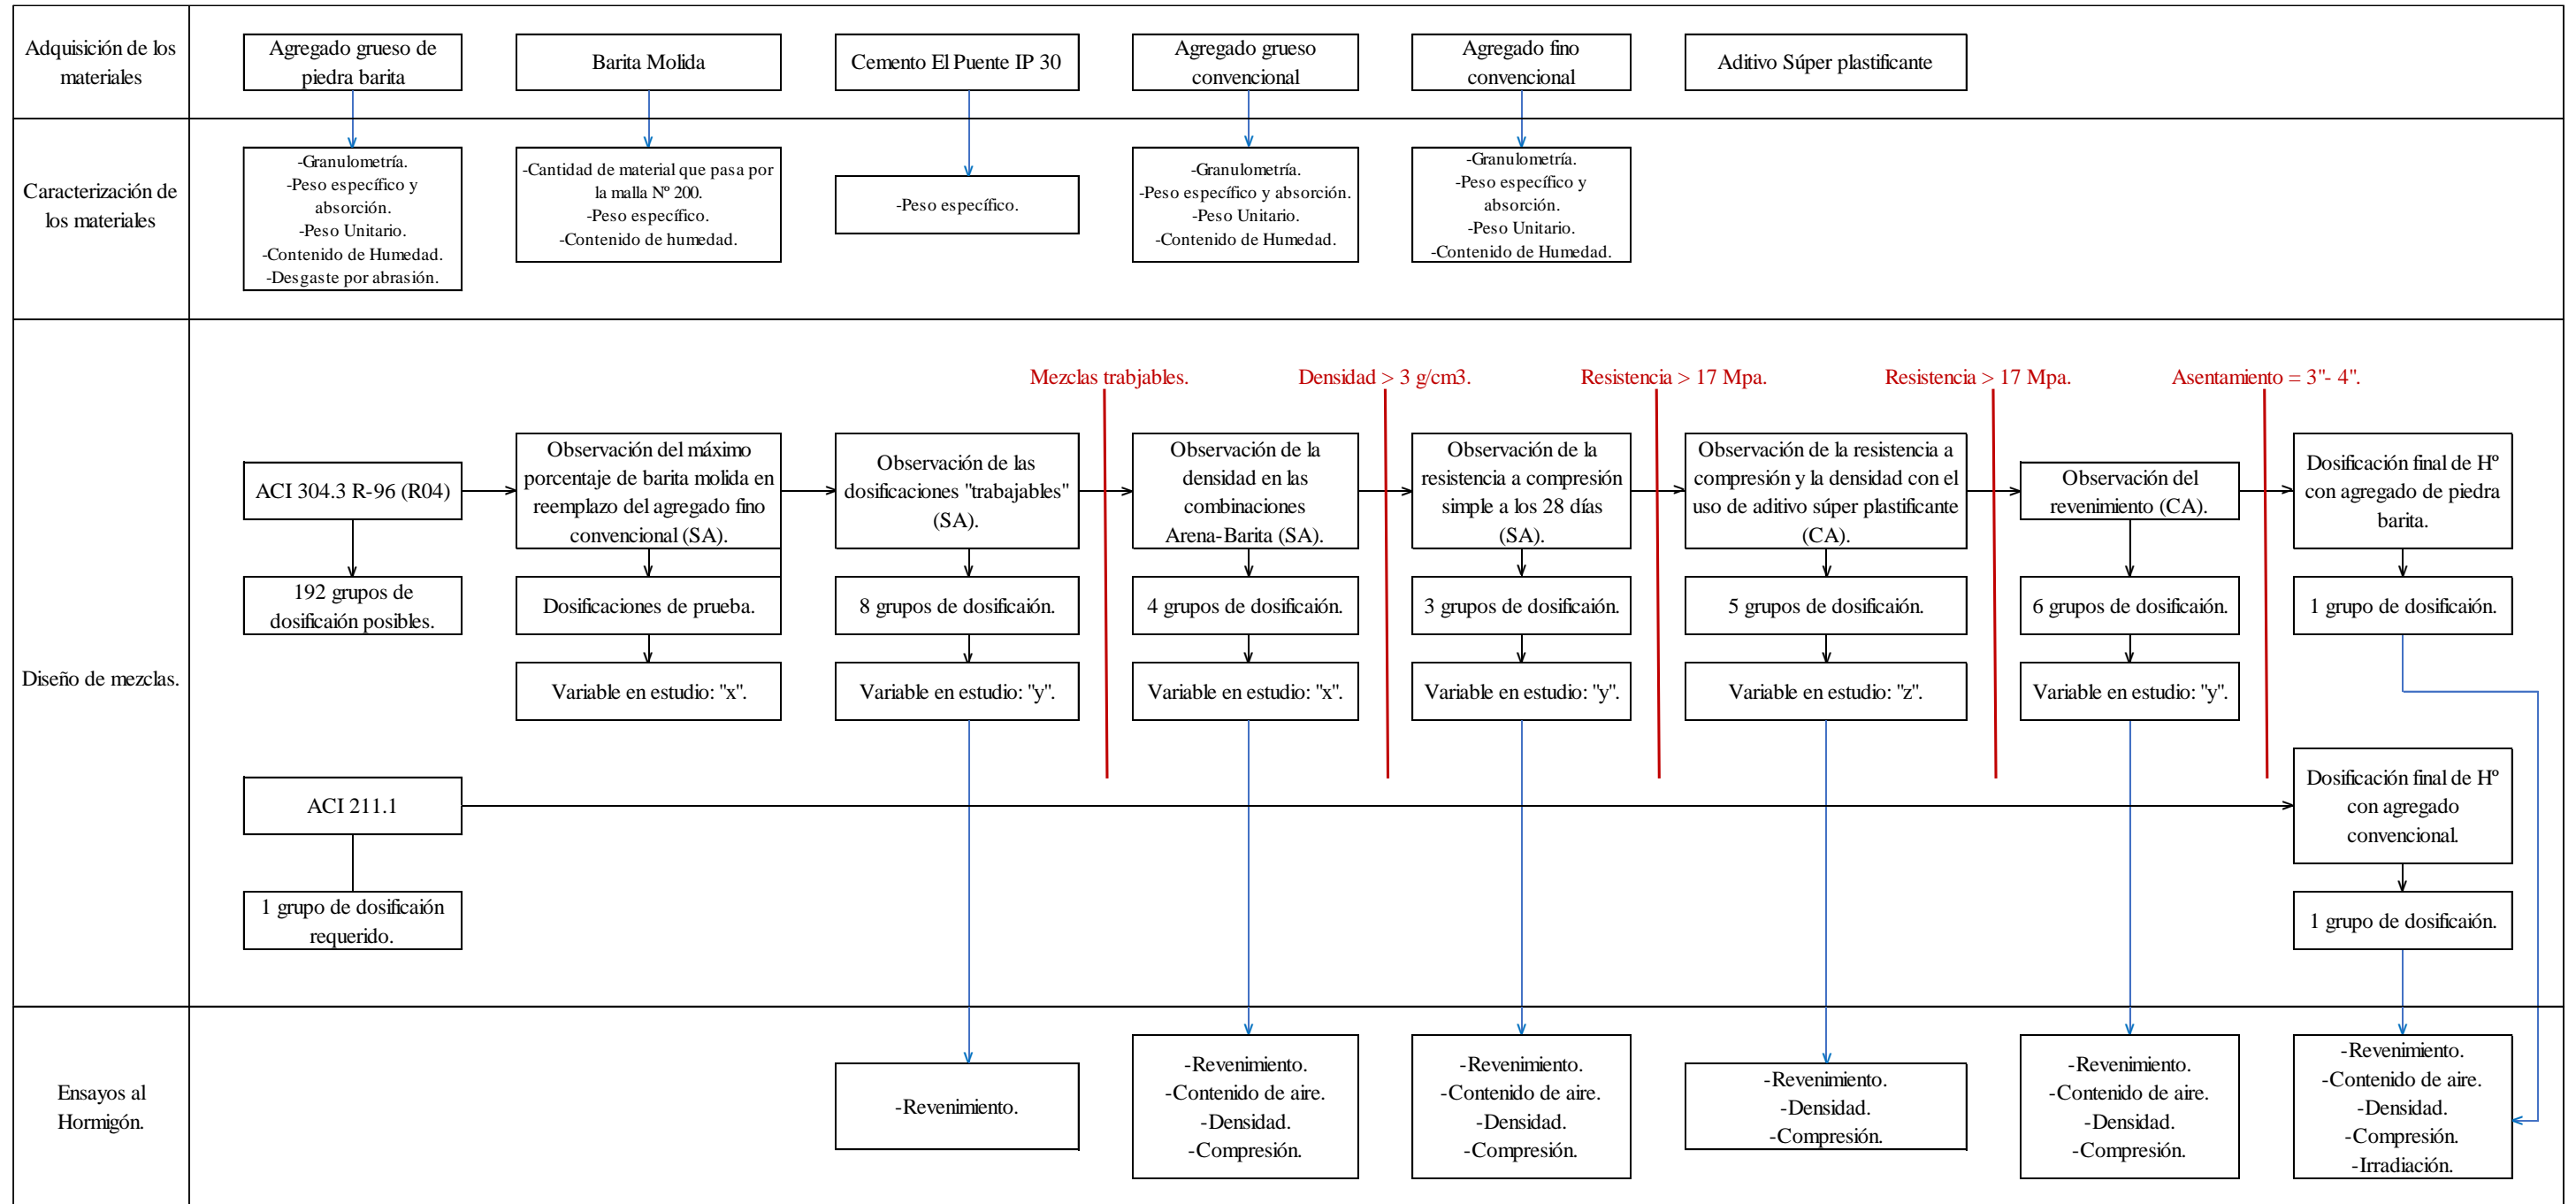 Adquisición de los
materiales
Agregado grueso de
piedra barita
Barita Molida
Cemento El Puente IP 30
Agregado grueso
convencional
Agregado fino
convencional
Aditivo Súper plastificante
Caracterización de
los materiales
-Granulometría.
-Peso específico y
absorción.
-Peso Unitario.
-Contenido de Humedad.
-Desgaste por abrasión.
-Cantidad de material que pasa por
la malla Nº 200.
-Peso específico.
-Contenido de humedad.
-Peso específico.
-Granulometría.
-Peso específico y absorción.
-Peso Unitario.
-Contenido de Humedad.
-Granulometría.
-Peso específico y
absorción.
-Peso Unitario.
-Contenido de Humedad.
Diseño de mezclas.
Mezclas trabjables.
Densidad > 3 g/cm3.
Resistencia > 17 Mpa.
Resistencia > 17 Mpa.
Asentamiento = 3"- 4".
ACI 304.3 R-96 (R04)
Observación del máximo
porcentaje de barita molida en
reemplazo del agregado fino
convencional (SA).
Observación de las
dosificaciones "trabajables"
(SA).
Observación de la
densidad en las
combinaciones
Arena-Barita (SA).
Observación de la
resistencia a compresión
simple a los 28 días
(SA).
Observación de la resistencia a
compresión y la densidad con el
uso de aditivo súper plastificante
(CA).
Observación del
revenimiento (CA).
Dosificación final de Hº
con agregado de piedra
barita.
192 grupos de
dosificaión posibles.
Dosificaciones de prueba.
8 grupos de dosificaión.
4 grupos de dosificaión.
3 grupos de dosificaión.
5 grupos de dosificaión.
6 grupos de dosificaión.
1 grupo de dosificaión.
Variable en estudio: "x".
Variable en estudio: "y".
Variable en estudio: "x".
Variable en estudio: "y".
Variable en estudio: "z".
Variable en estudio: "y".
ACI 211.1
Dosificación final de Hº
con agregado
convencional.
1 grupo de dosificaión
requerido.
1 grupo de dosificaión.
Ensayos al
Hormigón.
-Revenimiento.
-Revenimiento.
-Contenido de aire.
-Densidad.
-Compresión.
-Revenimiento.
-Contenido de aire.
-Densidad.
-Compresión.
-Revenimiento.
-Densidad.
-Compresión.
-Revenimiento.
-Contenido de aire.
-Densidad.
-Compresión.
-Revenimiento.
-Contenido de aire.
-Densidad.
-Compresión.
-Irradiación.